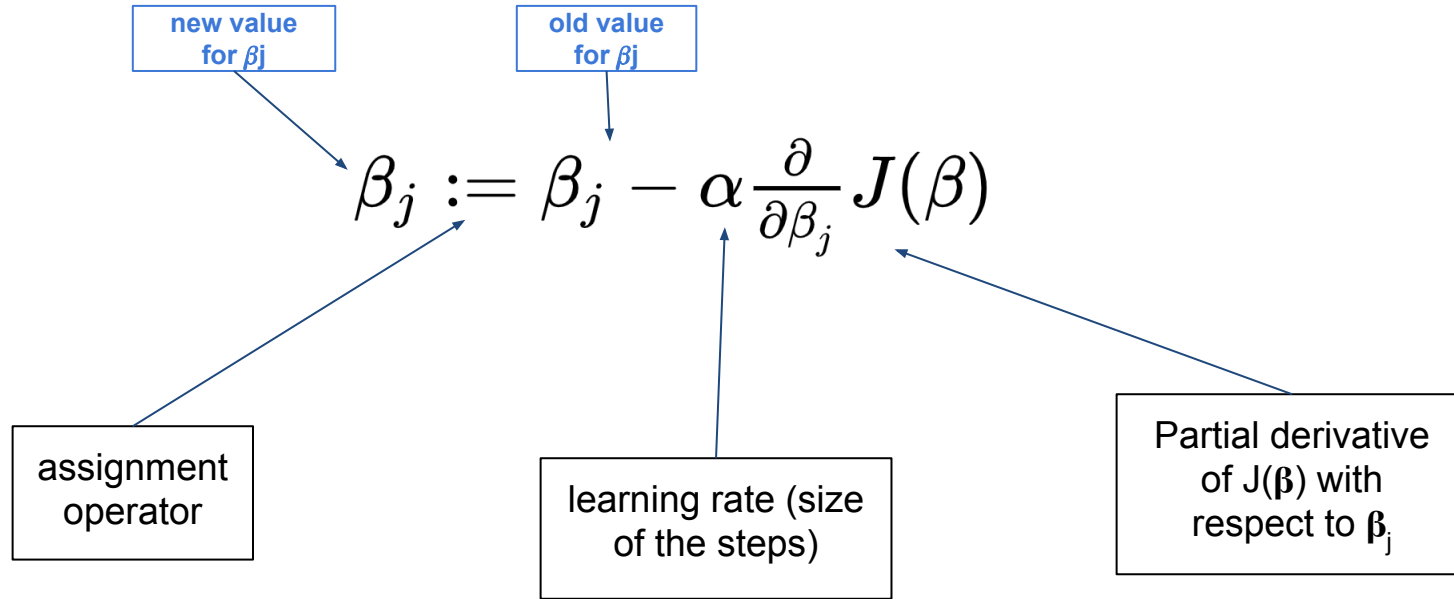 new value
for βj
old value
for βj
βⱼ := βⱼ − α ∂/∂βⱼ J(β)
assignment
operator
learning rate (size
of the steps)
Partial derivative
of J(β) with
respect to βⱼ